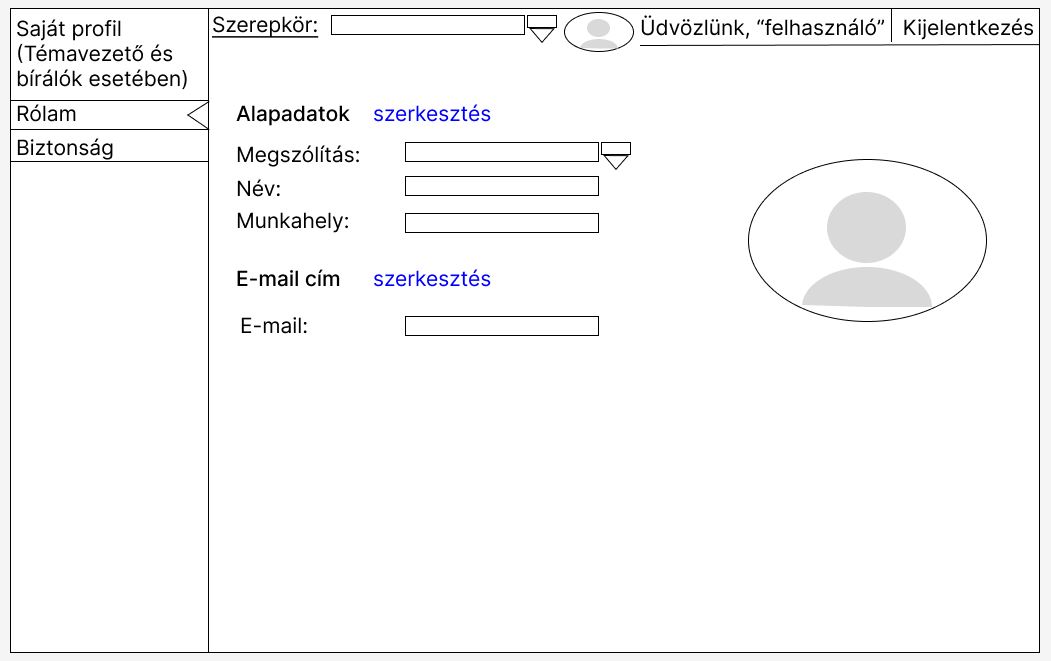 Saját profil
(Témavezető és
bírálók esetében)
Rólam
Biztonság
Szerepkör:
Üdvözlünk, “felhasználó”
Kijelentkezés
Alapadatok szerkesztés
Megszólítás:
Név:
Munkahely:
E-mail cím szerkesztés
E-mail: